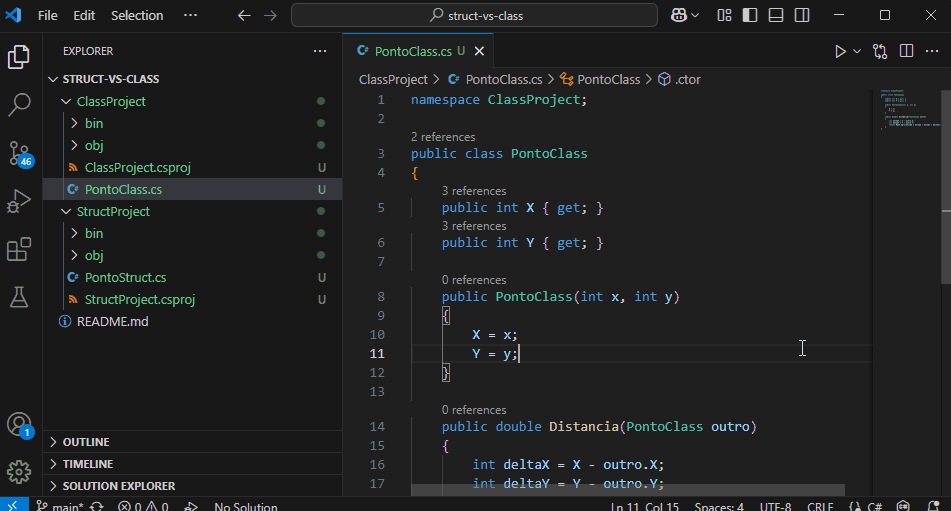 File Edit Selection ··· struct-vs-class
EXPLORER ···
STRUCT-VS-CLASS
ClassProject
bin
obj
ClassProject.csproj U
PontoClass.cs U
StructProject
bin
obj
PontoStruct.cs U
StructProject.csproj U
README.md
OUTLINE
TIMELINE
SOLUTION EXPLORER
46
1
C# PontoClass.cs U
ClassProject > C# PontoClass.cs > PontoClass > .ctor
1 namespace ClassProject;
2
2 references
3 public class PontoClass
4 {
3 references
5 public int X { get; }
3 references
6 public int Y { get; }
7
0 references
8 public PontoClass(int x, int y)
9 {
10 X = x;
11 Y = y;
12 }
13
0 references
14 public double Distancia(PontoClass outro)
15 {
16 int deltaX = X - outro.X;
17 int deltaY = Y - outro.Y;
main* 0 0 No Solution Ln 11, Col 15 Spaces: 4 UTF-8 CRLF C#